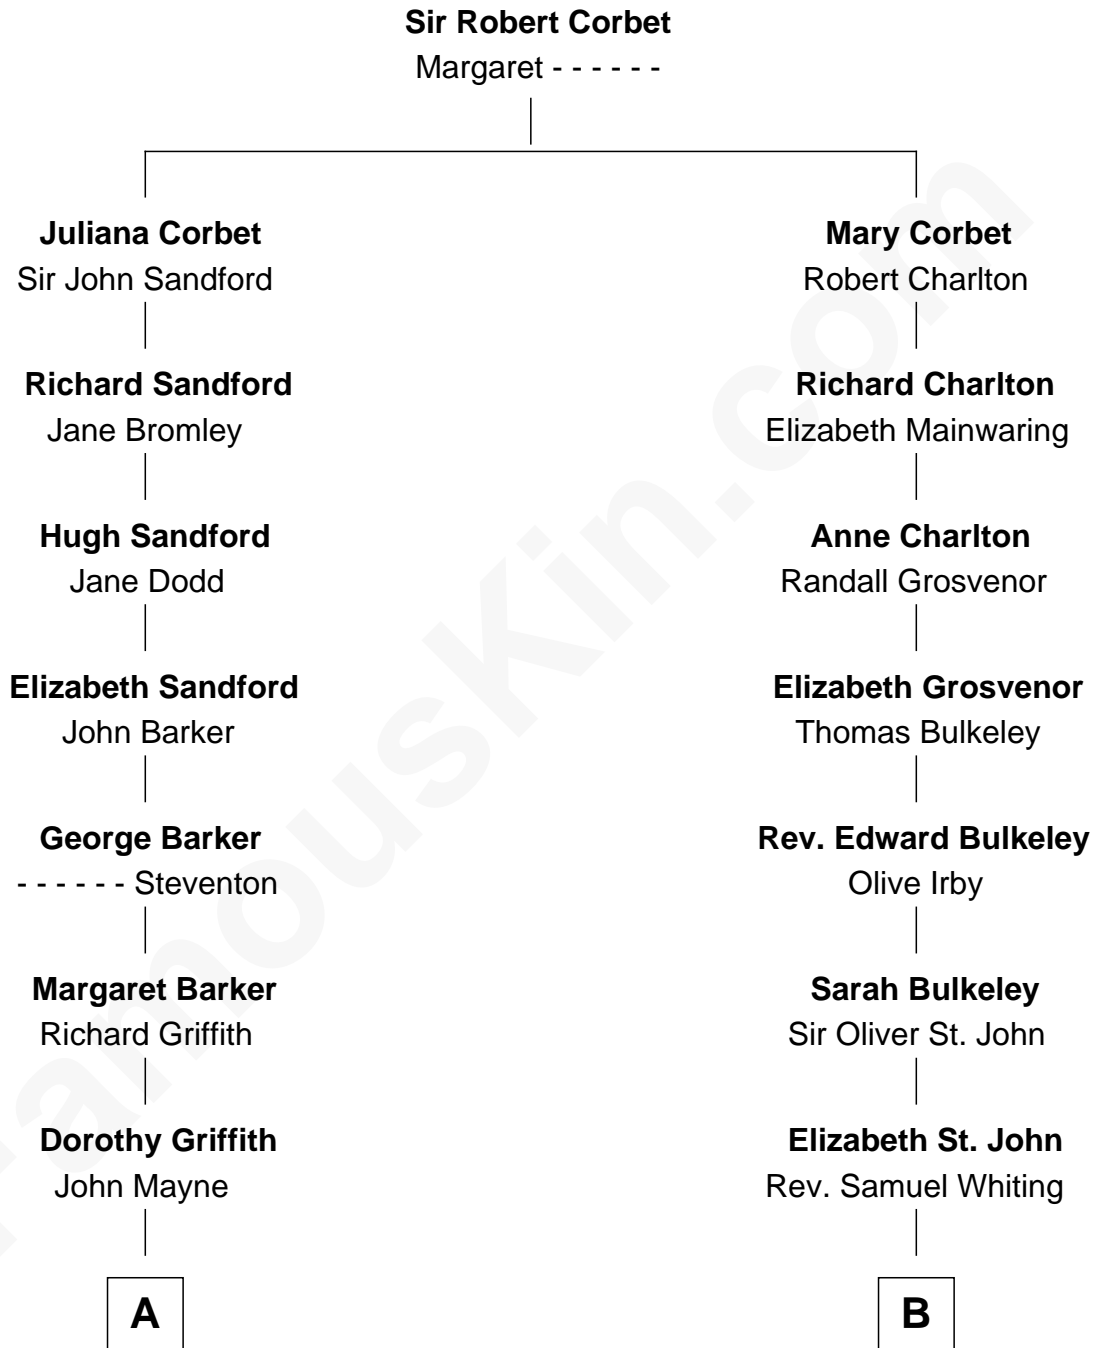 Sir Robert Corbet
Margaret - - - - - -
Juliana Corbet
Sir John Sandford
Richard Sandford
Jane Bromley
Hugh Sandford
Jane Dodd
Elizabeth Sandford
John Barker
George Barker
- - - - - - Steventon
Margaret Barker
Richard Griffith
Dorothy Griffith
John Mayne
A
Mary Corbet
Robert Charlton
Richard Charlton
Elizabeth Mainwaring
Anne Charlton
Randall Grosvenor
Elizabeth Grosvenor
Thomas Bulkeley
Rev. Edward Bulkeley
Olive Irby
Sarah Bulkeley
Sir Oliver St. John
Elizabeth St. John
Rev. Samuel Whiting
B
FamousKin.com